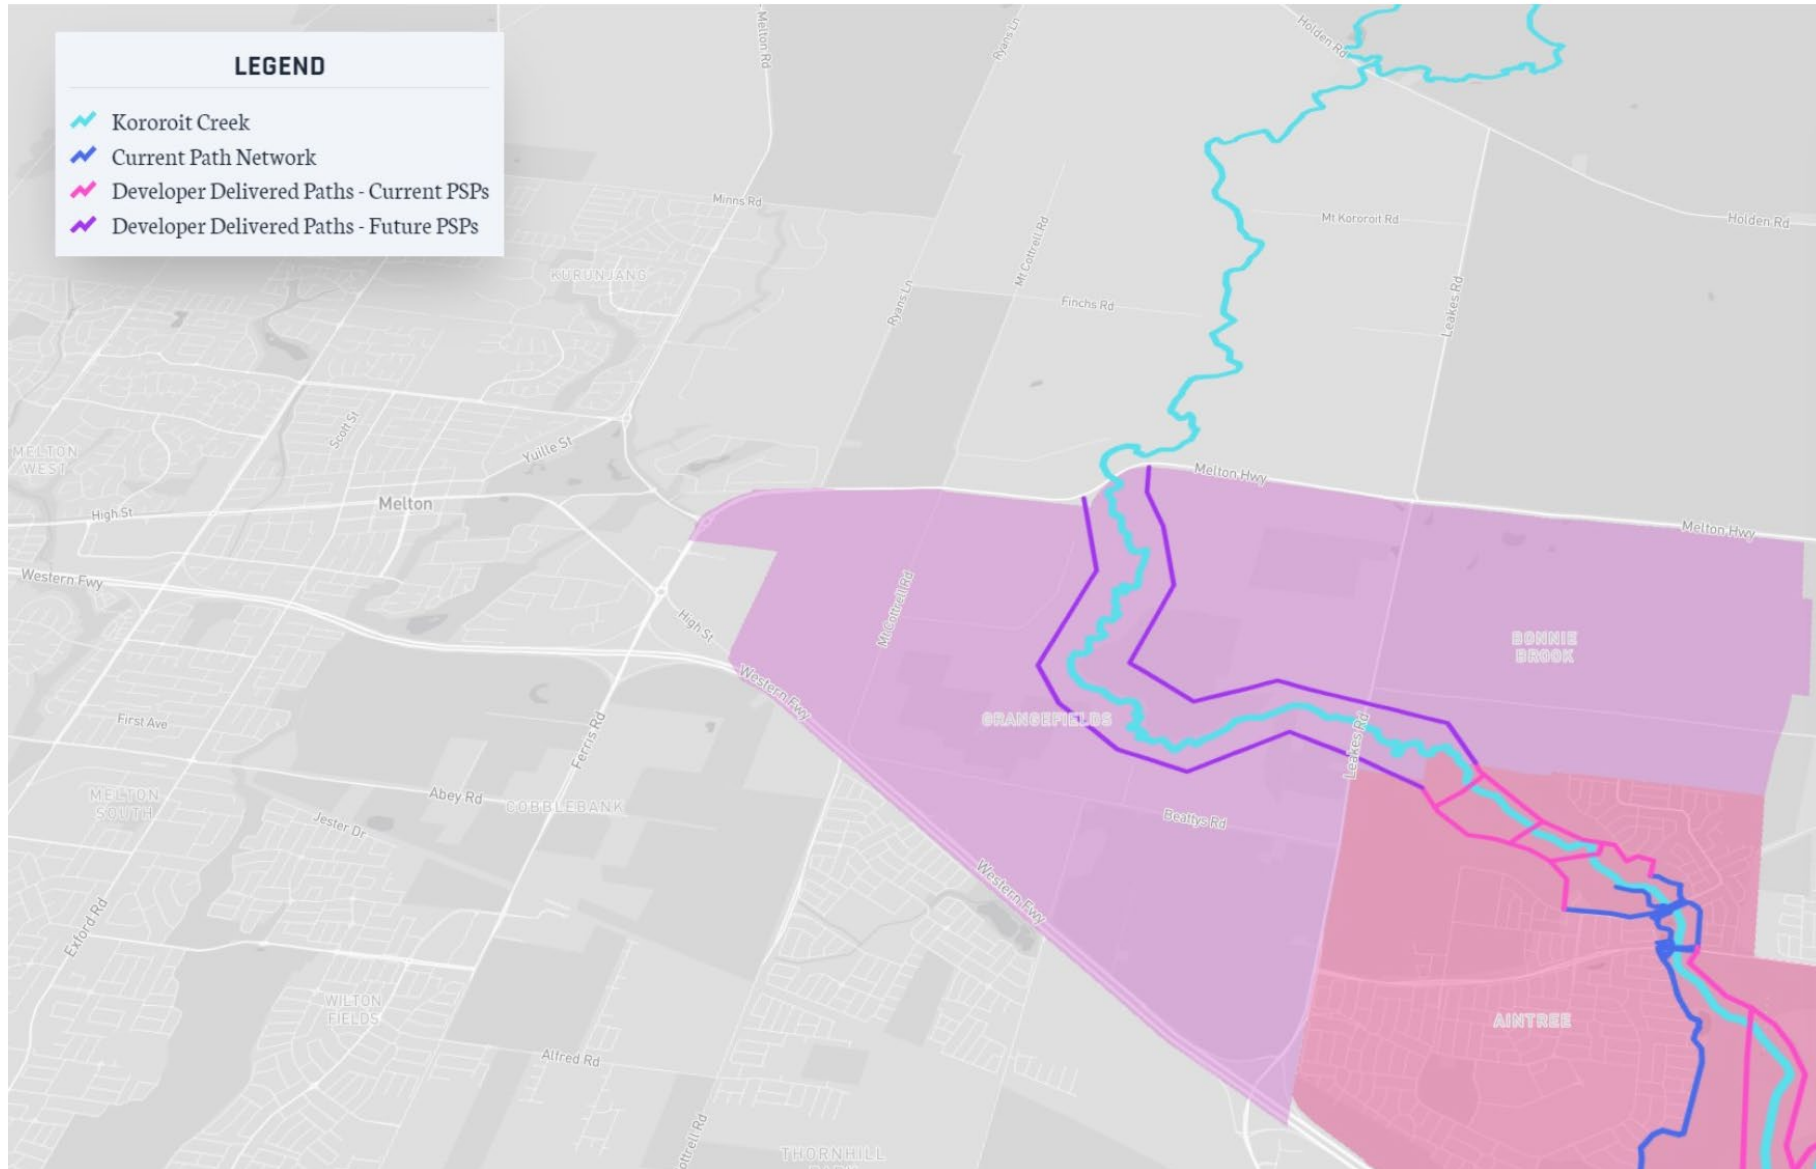 LEGEND
Kororoit Creek
Current Path Network
Developer Delivered Paths - Current PSPs
Developer Delivered Paths - Future PSPs
Melton Rd
Ryans Ln
Holden Rd
Minns Rd
Mt Cottrell Rd
Mt Kororoit Rd
Holden Rd
KURUNJANG
Ryans Ln
Finchs Rd
Leakes Rd
Scott St
Yuille St
MELTON
WEST
Melton
High St
Melton Hwy
Melton Hwy
Western Fwy
High St
Mt Cottrell Rd
BONNIE
BROOK
Western Fwy
GRANGEFIELDS
Leakes Rd
First Ave
Ferris Rd
MELTON
SOUTH
Abey Rd
COBBLEBANK
Jester Dr
Beattys Rd
Western Fwy
Exford Rd
WILTON
FIELDS
AINTREE
Alfred Rd
ottrell Rd
THORNHILL